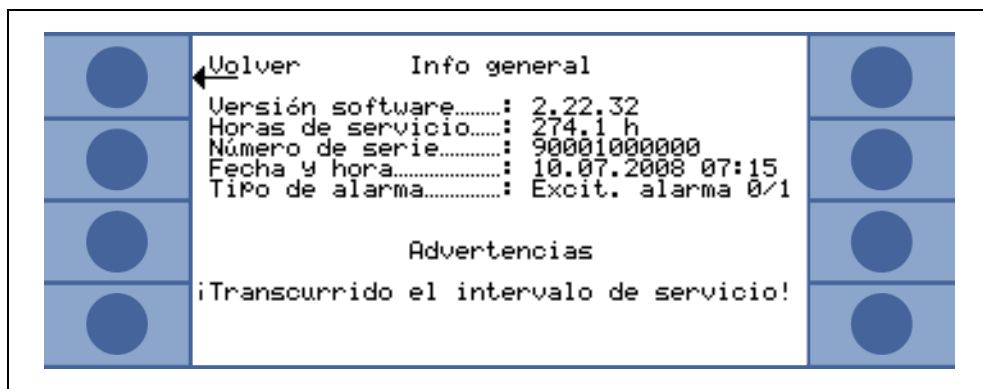 Volver Info general
Versión software........: 2.22.32
Horas de servicio.....: 274.1 h
Número de serie...........: 90001000000
Fecha y hora...................: 10.07.2008 07:15
Tipo de alarma..............: Excit. alarma 0/1
Advertencias
¡Transcurrido el intervalo de servicio!